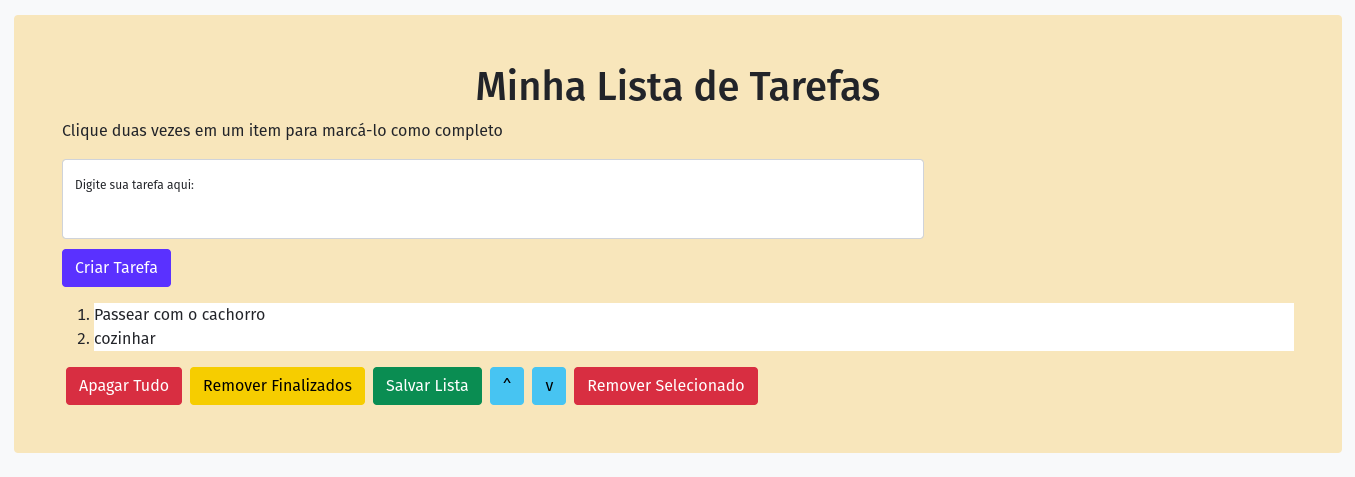 Minha Lista de Tarefas
Clique duas vezes em um item para marcá-lo como completo
Digite sua tarefa aqui:
Criar Tarefa
1. Passear com o cachorro
2. cozinhar
Apagar Tudo Remover Finalizados Salvar Lista ^ v Remover Selecionado